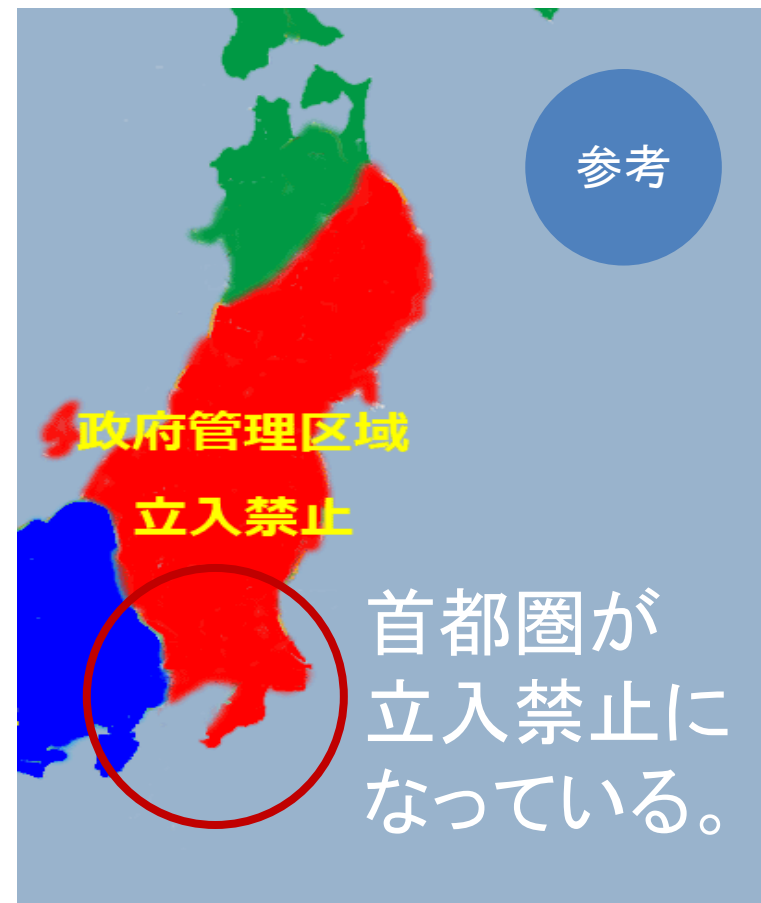 参考
政府管理区域
立入禁止
首都圏が
立入禁止に
なっている。